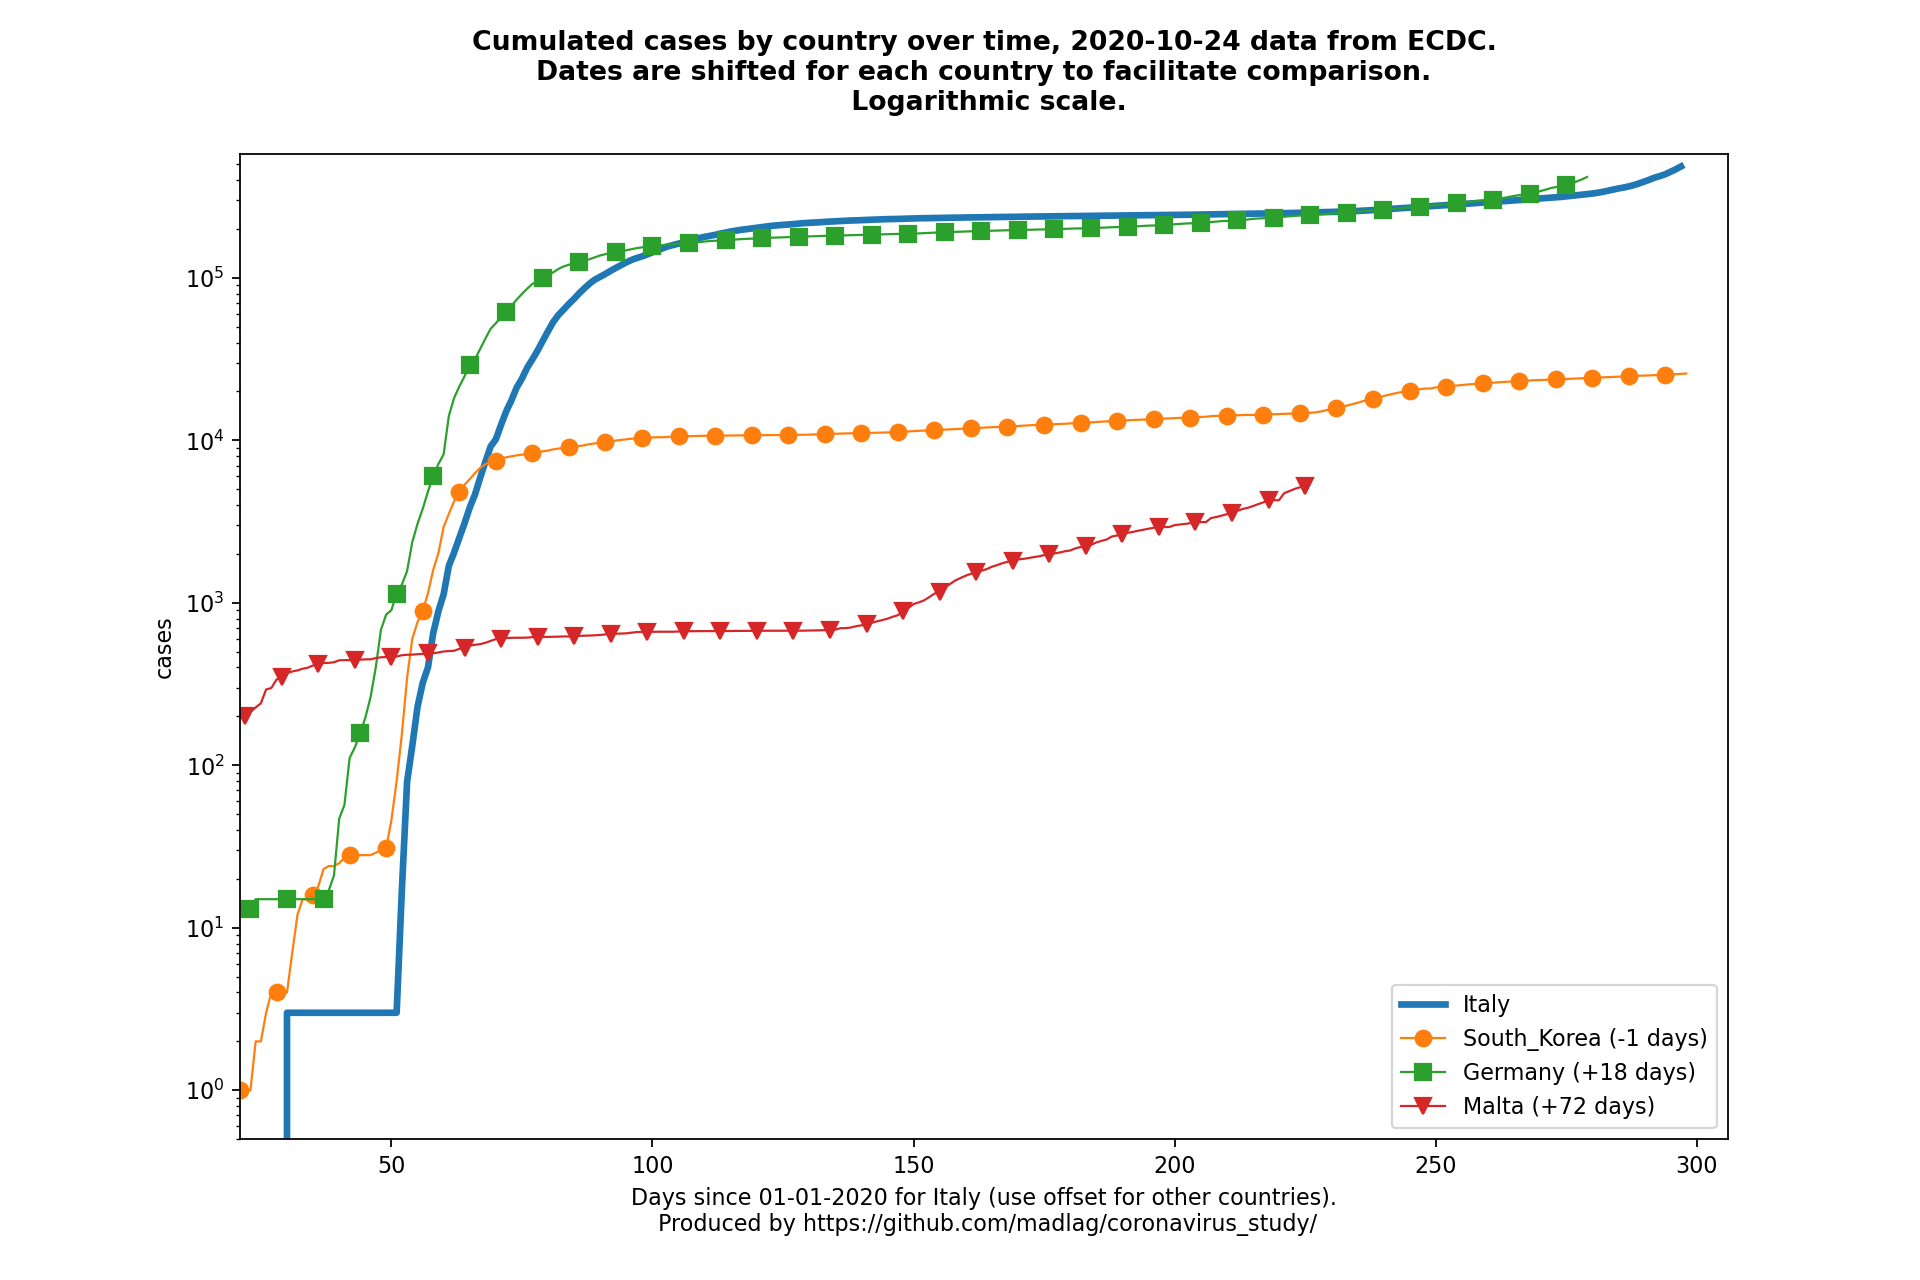 Cumulated cases by country over time, 2020-10-24 data from ECDC.
Dates are shifted for each country to facilitate comparison.
Logarithmic scale.
cases
10^5
10^4
10^3
10^2
10^1
10^0
50
100
150
200
250
300
Italy
South_Korea (-1 days)
Germany (+18 days)
Malta (+72 days)
Days since 01-01-2020 for Italy (use offset for other countries).
Produced by https://github.com/madlag/coronavirus_study/